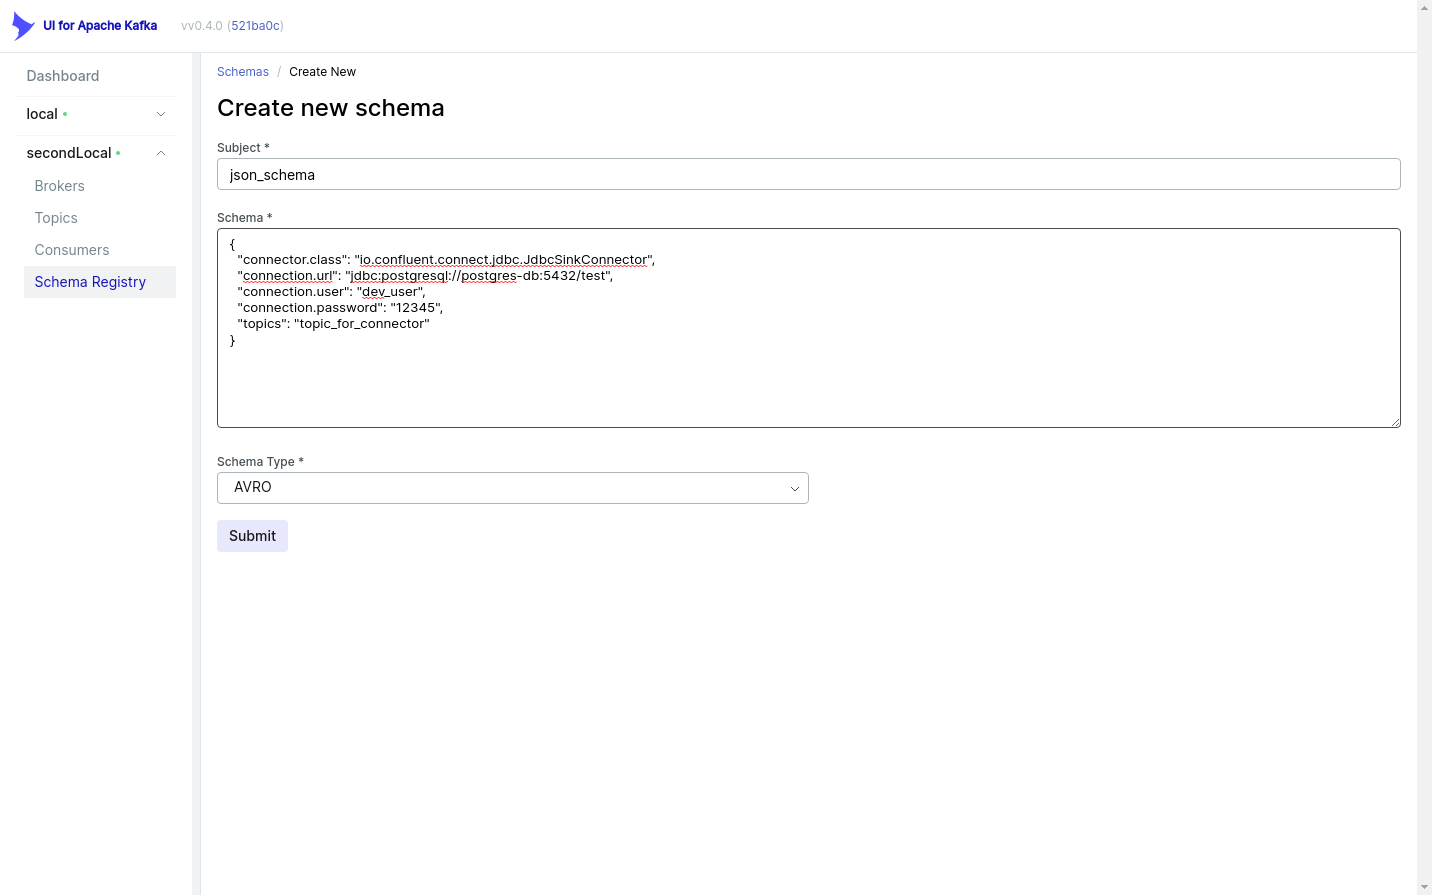 UI for Apache Kafka
vv0.4.0 (521ba0c)
Dashboard
local
secondLocal
Brokers
Topics
Consumers
Schema Registry
Schemas / Create New
Create new schema
Subject *
json_schema
Schema *
{
  "connector.class": "io.confluent.connect.jdbc.JdbcSinkConnector",
  "connection.url": "jdbc:postgresql://postgres-db:5432/test",
  "connection.user": "dev_user",
  "connection.password": "12345",
  "topics": "topic_for_connector"
}
Schema Type *
AVRO
Submit